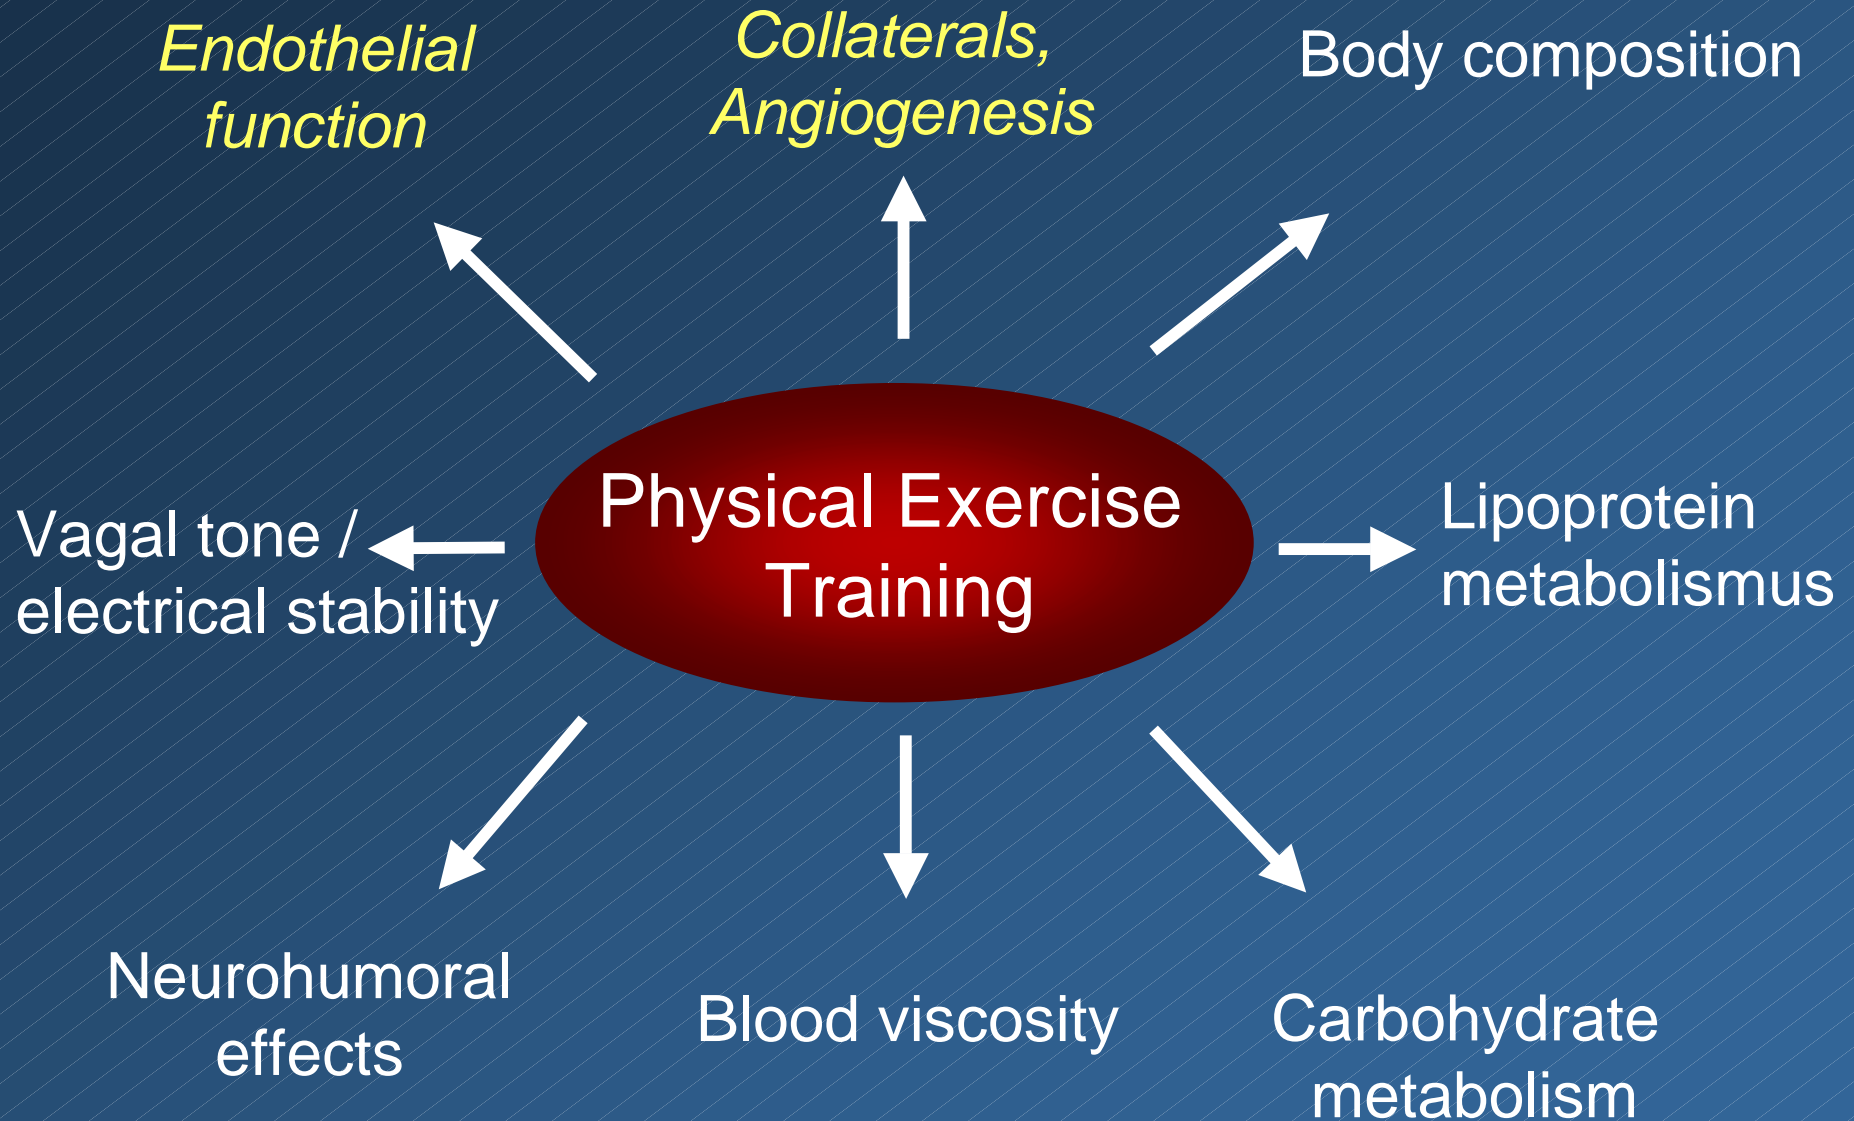 Endothelial
function
Collaterals,
Angiogenesis
Body composition
Physical Exercise
Training
Vagal tone /
electrical stability
Lipoprotein
metabolismus
Neurohumoral
effects
Blood viscosity
Carbohydrate
metabolism